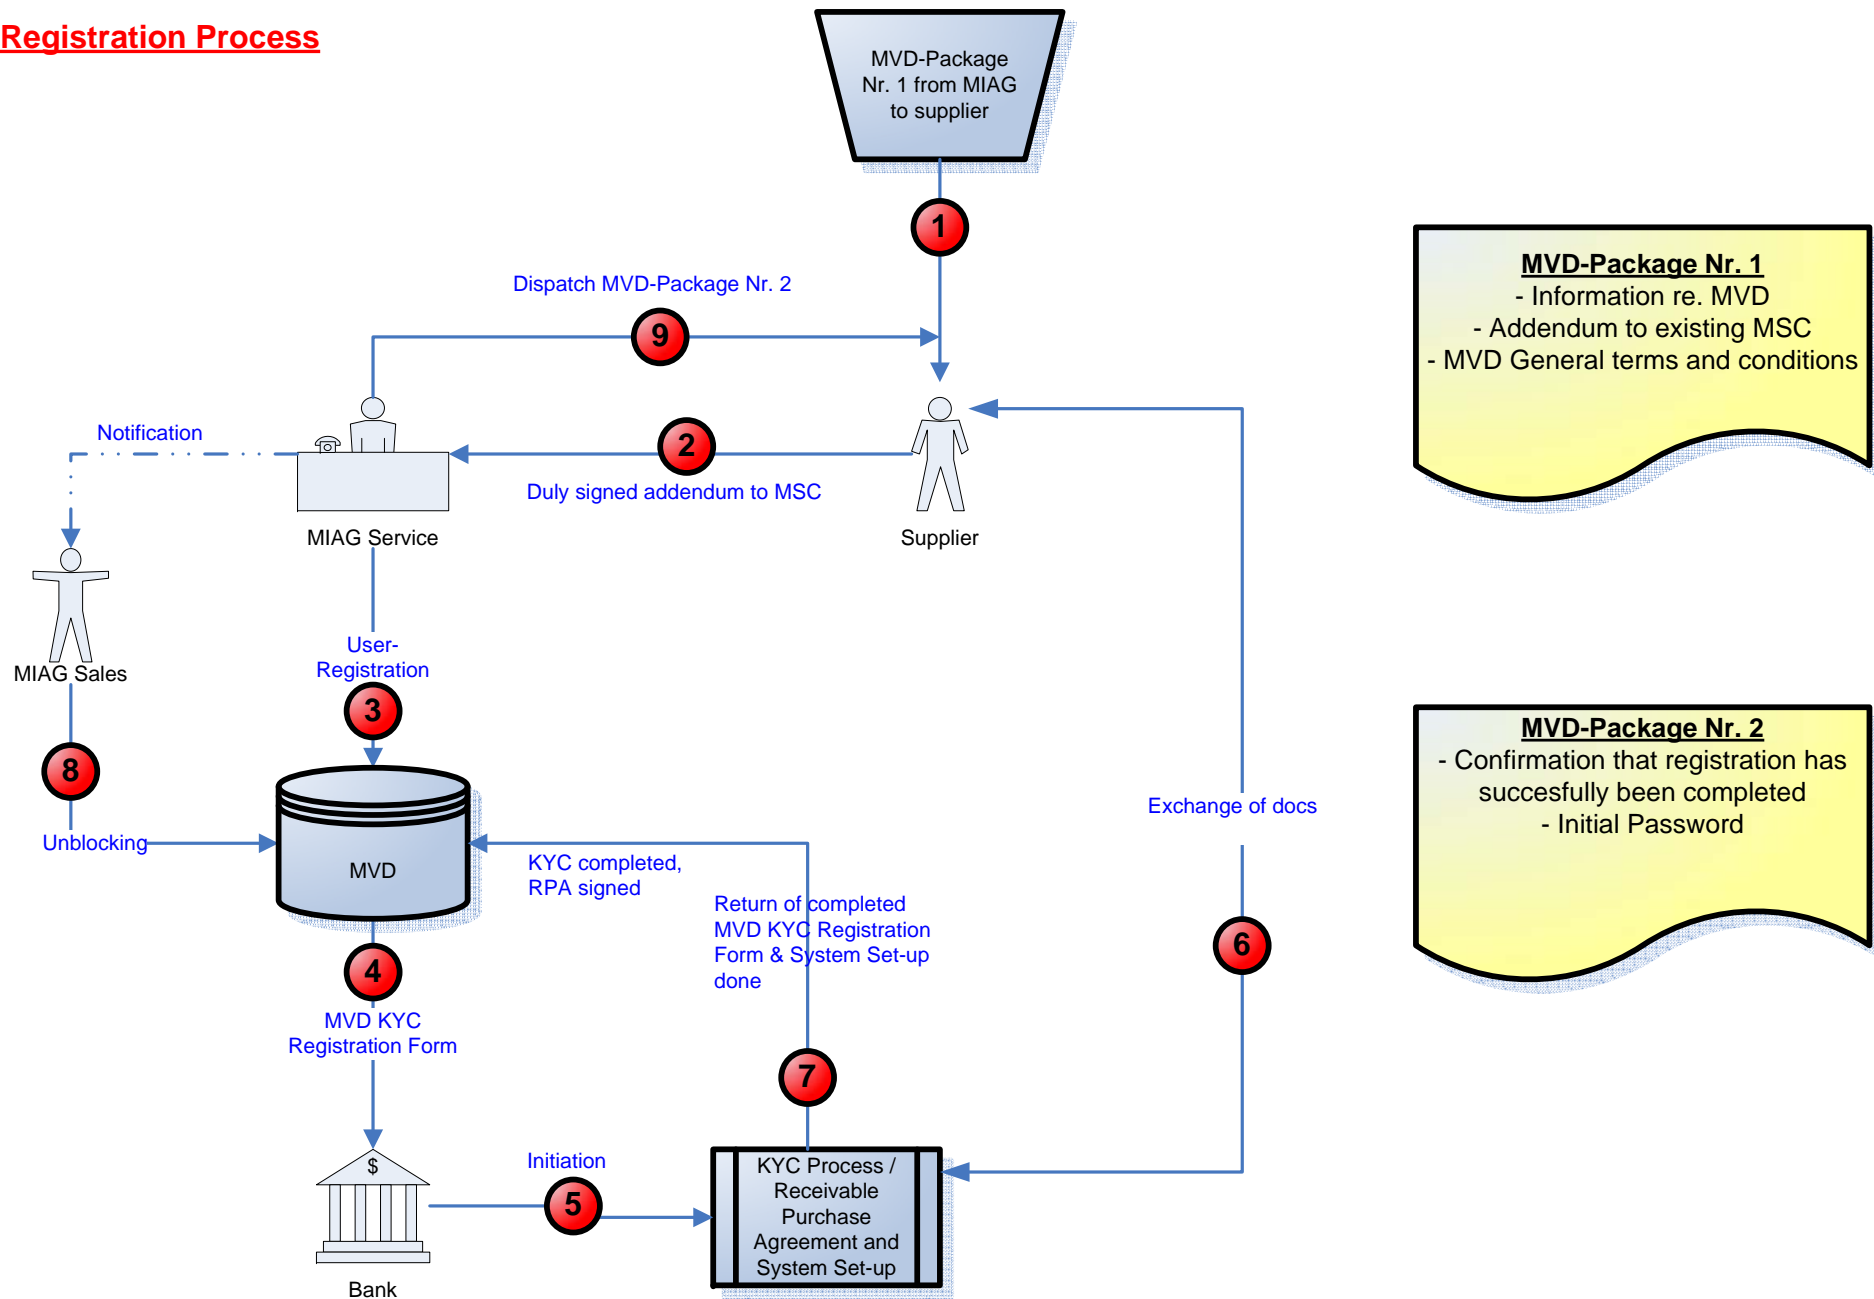 Registration Process
MVD-Package
Nr. 1 from MIAG
to supplier
1
MVD-Package Nr. 1
- Information re. MVD
- Addendum to existing MSC
- MVD General terms and conditions
Dispatch MVD-Package Nr. 2
9
Notification
2
Duly signed addendum to MSC
MIAG Service
Supplier
User-
Registration
MIAG Sales
3
8
Unblocking
MVD
KYC completed,
RPA signed
Exchange of docs
MVD-Package Nr. 2
- Confirmation that registration has
succesfully been completed
- Initial Password
Return of completed
MVD KYC Registration
Form & System Set-up
done
6
4
MVD KYC
Registration Form
7
$
Bank
Initiation
5
KYC Process /
Receivable
Purchase
Agreement and
System Set-up